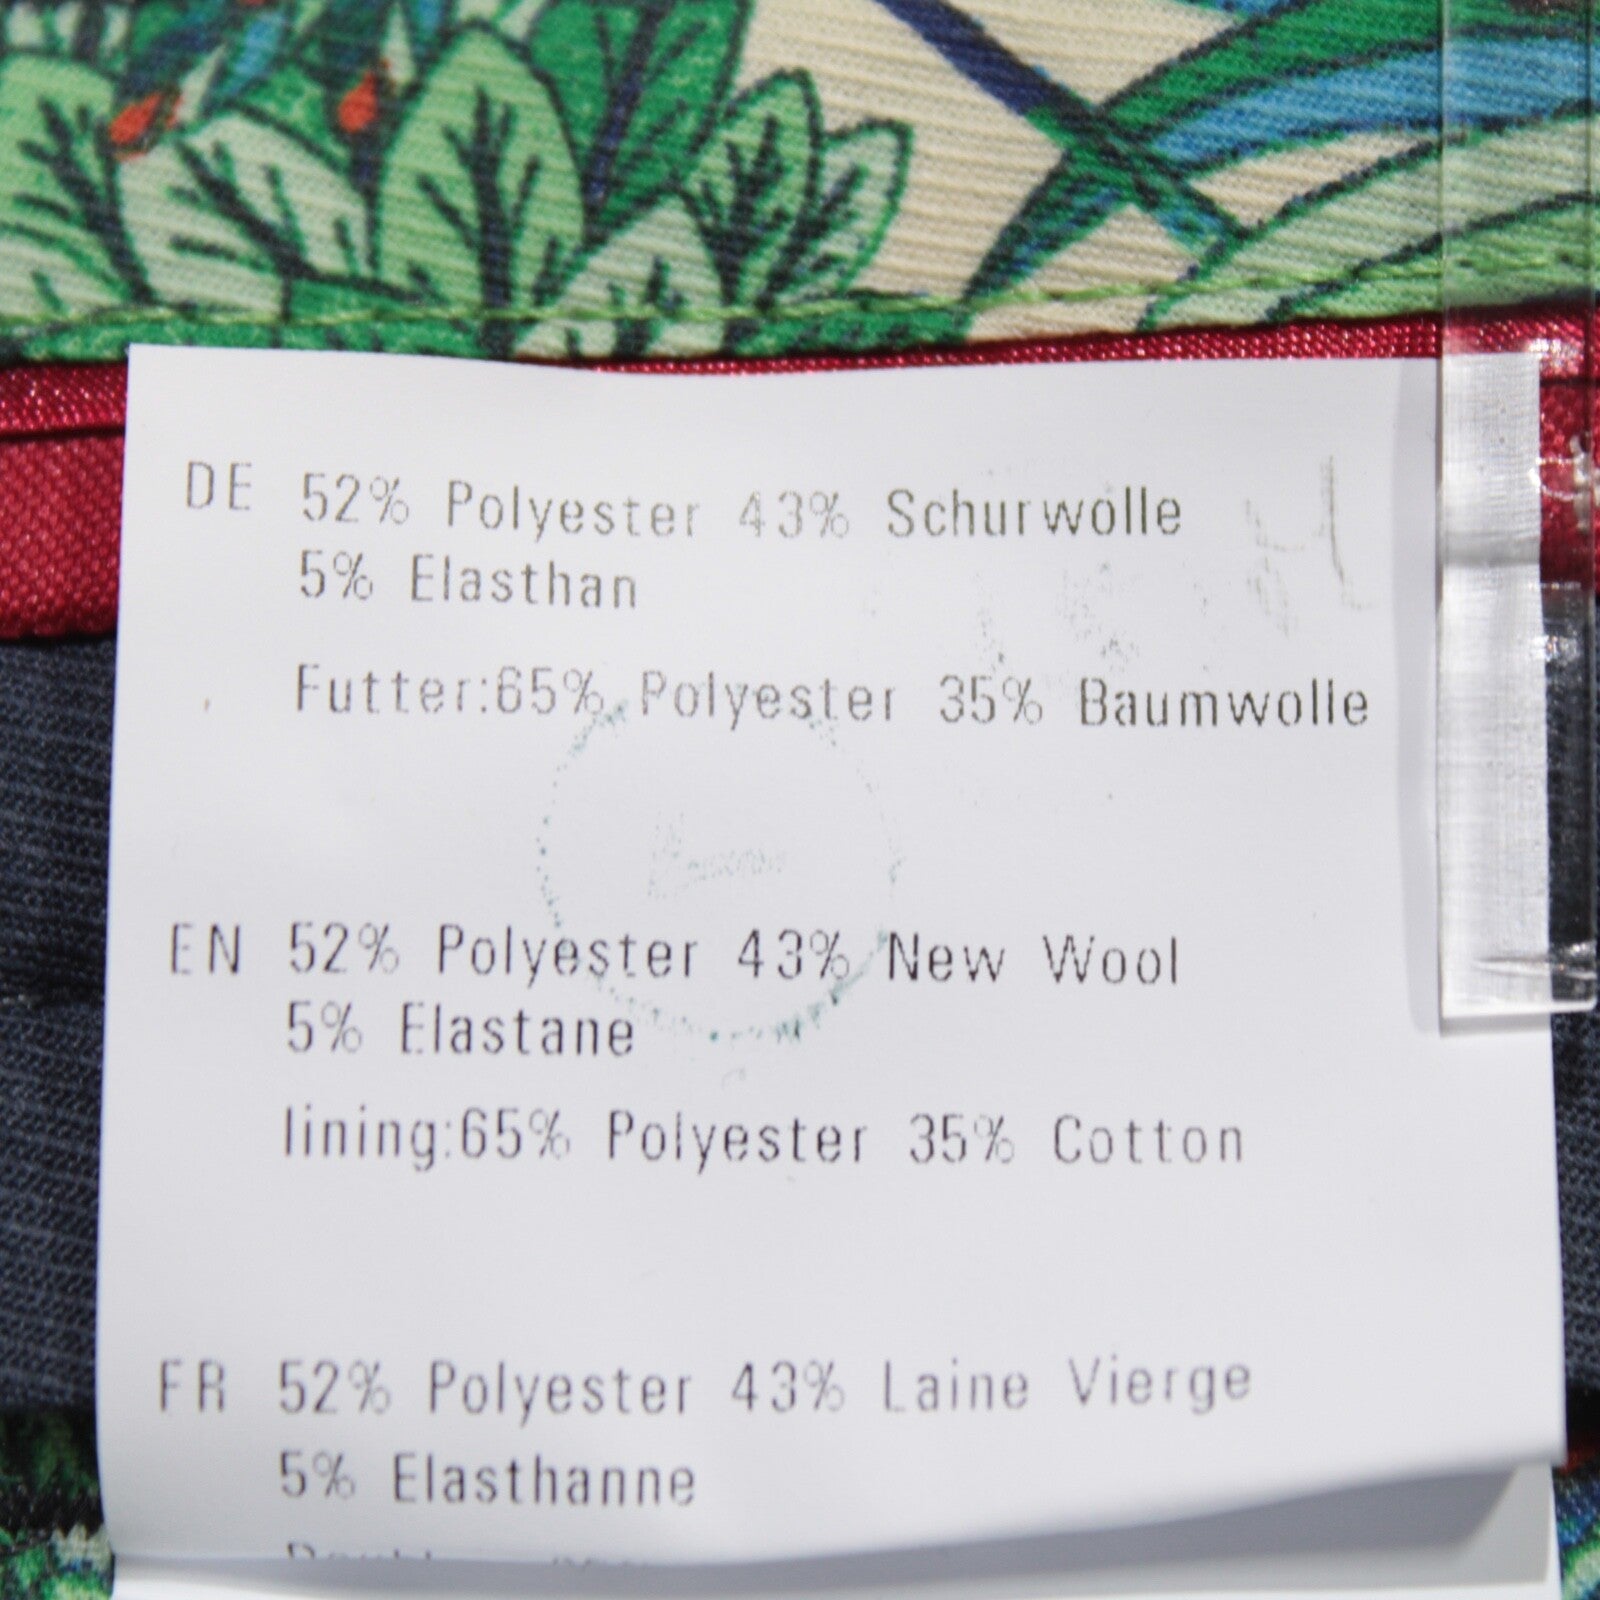 DE 52% Polyester 43% Schurwolle
5% Elasthan
Futter:65% Polyester 35% Baumwolle
EN 52% Polyester 43% New Wool
5% Elastane
lining:65% Polyester 35% Cotton
FR 52% Polyester 43% Laine Vierge
5% Elasthanne